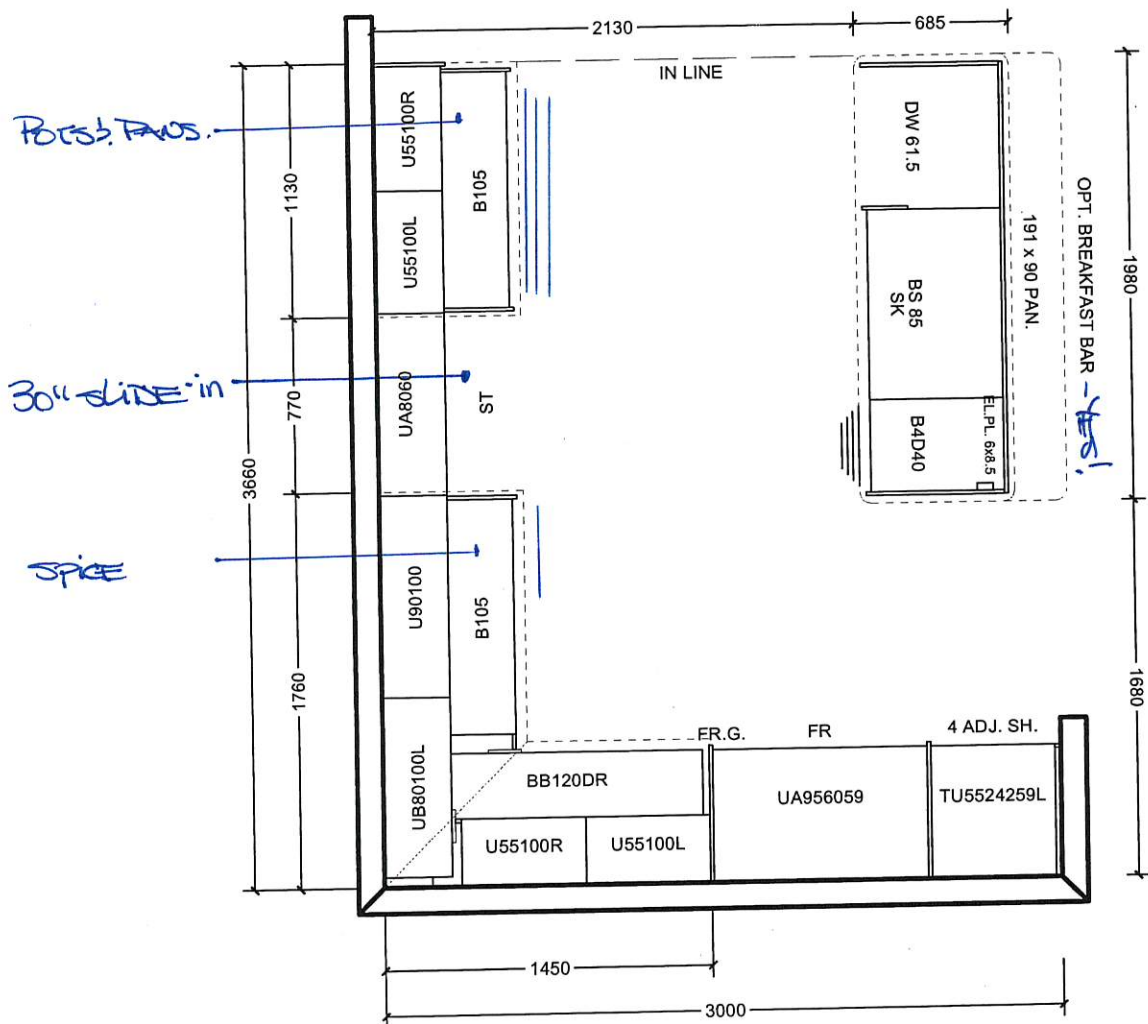 2130
685
IN LINE
POTS & PANS.
U55100R
B105
1130
U55100L
DW 61.5
BS 85
SK
191 x 90 PAN.
OPT. BREAKFAST BAR - YES!
1980
30" SLIDE-in
770
3660
UA8060
ST
B4D40
EL.PL. 6x8.5
SPICE
U90100
B105
1760
UB80100L
1680
FR.G.
FR
4 ADJ. SH.
BB120DR
UA956059
TU5524259L
U55100R
U55100L
1450
3000